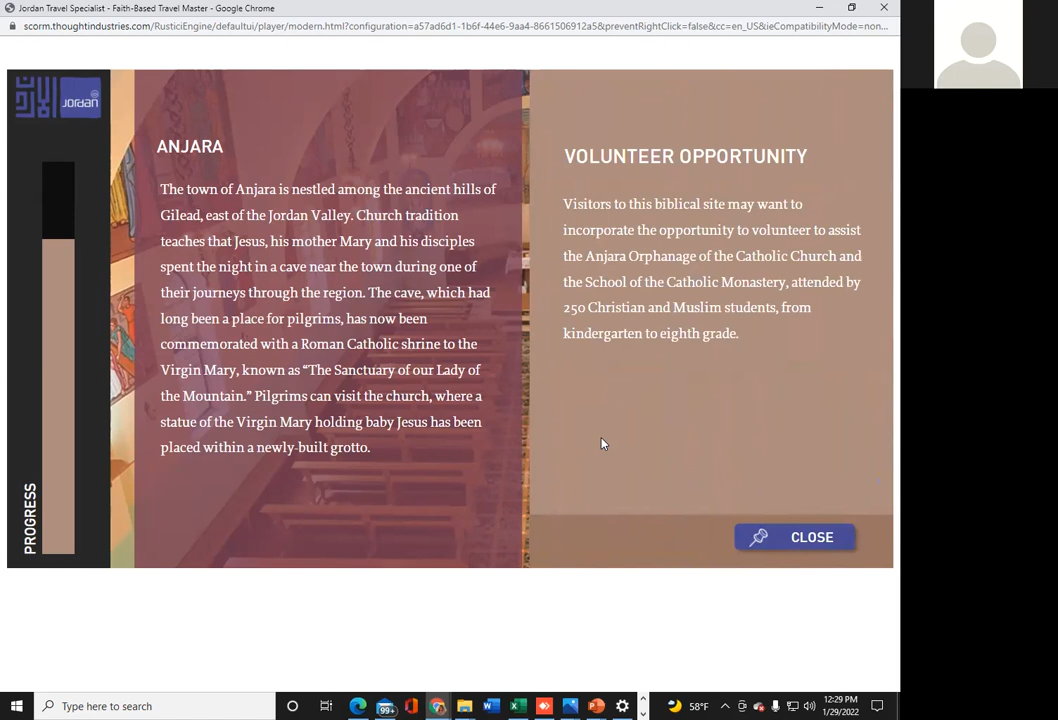 Jordan Travel Specialist - Faith-Based Travel Master - Google Chrome
scorm.thoughtindustries.com/RusticiEngine/defaultui/player/modern.html?configuration=a57ad6d1-1b6f-44e6-9aa4-8661506912a5&preventRightClick=false&cc=en_US&ieCompatibilityMode=non...
Jordan
ANJARA
The town of Anjara is nestled among the ancient hills of
Gilead, east of the Jordan Valley. Church tradition
teaches that Jesus, his mother Mary and his disciples
spent the night in a cave near the town during one of
their journeys through the region. The cave, which had
long been a place for pilgrims, has now been
commemorated with a Roman Catholic shrine to the
Virgin Mary, known as “The Sanctuary of our Lady of
the Mountain.” Pilgrims can visit the church, where a
statue of the Virgin Mary holding baby Jesus has been
placed within a newly-built grotto.
VOLUNTEER OPPORTUNITY
Visitors to this biblical site may want to
incorporate the opportunity to volunteer to assist
the Anjara Orphanage of the Catholic Church and
the School of the Catholic Monastery, attended by
250 Christian and Muslim students, from
kindergarten to eighth grade.
PROGRESS
CLOSE
Type here to search
99+
58°F
12:29 PM
1/29/2022